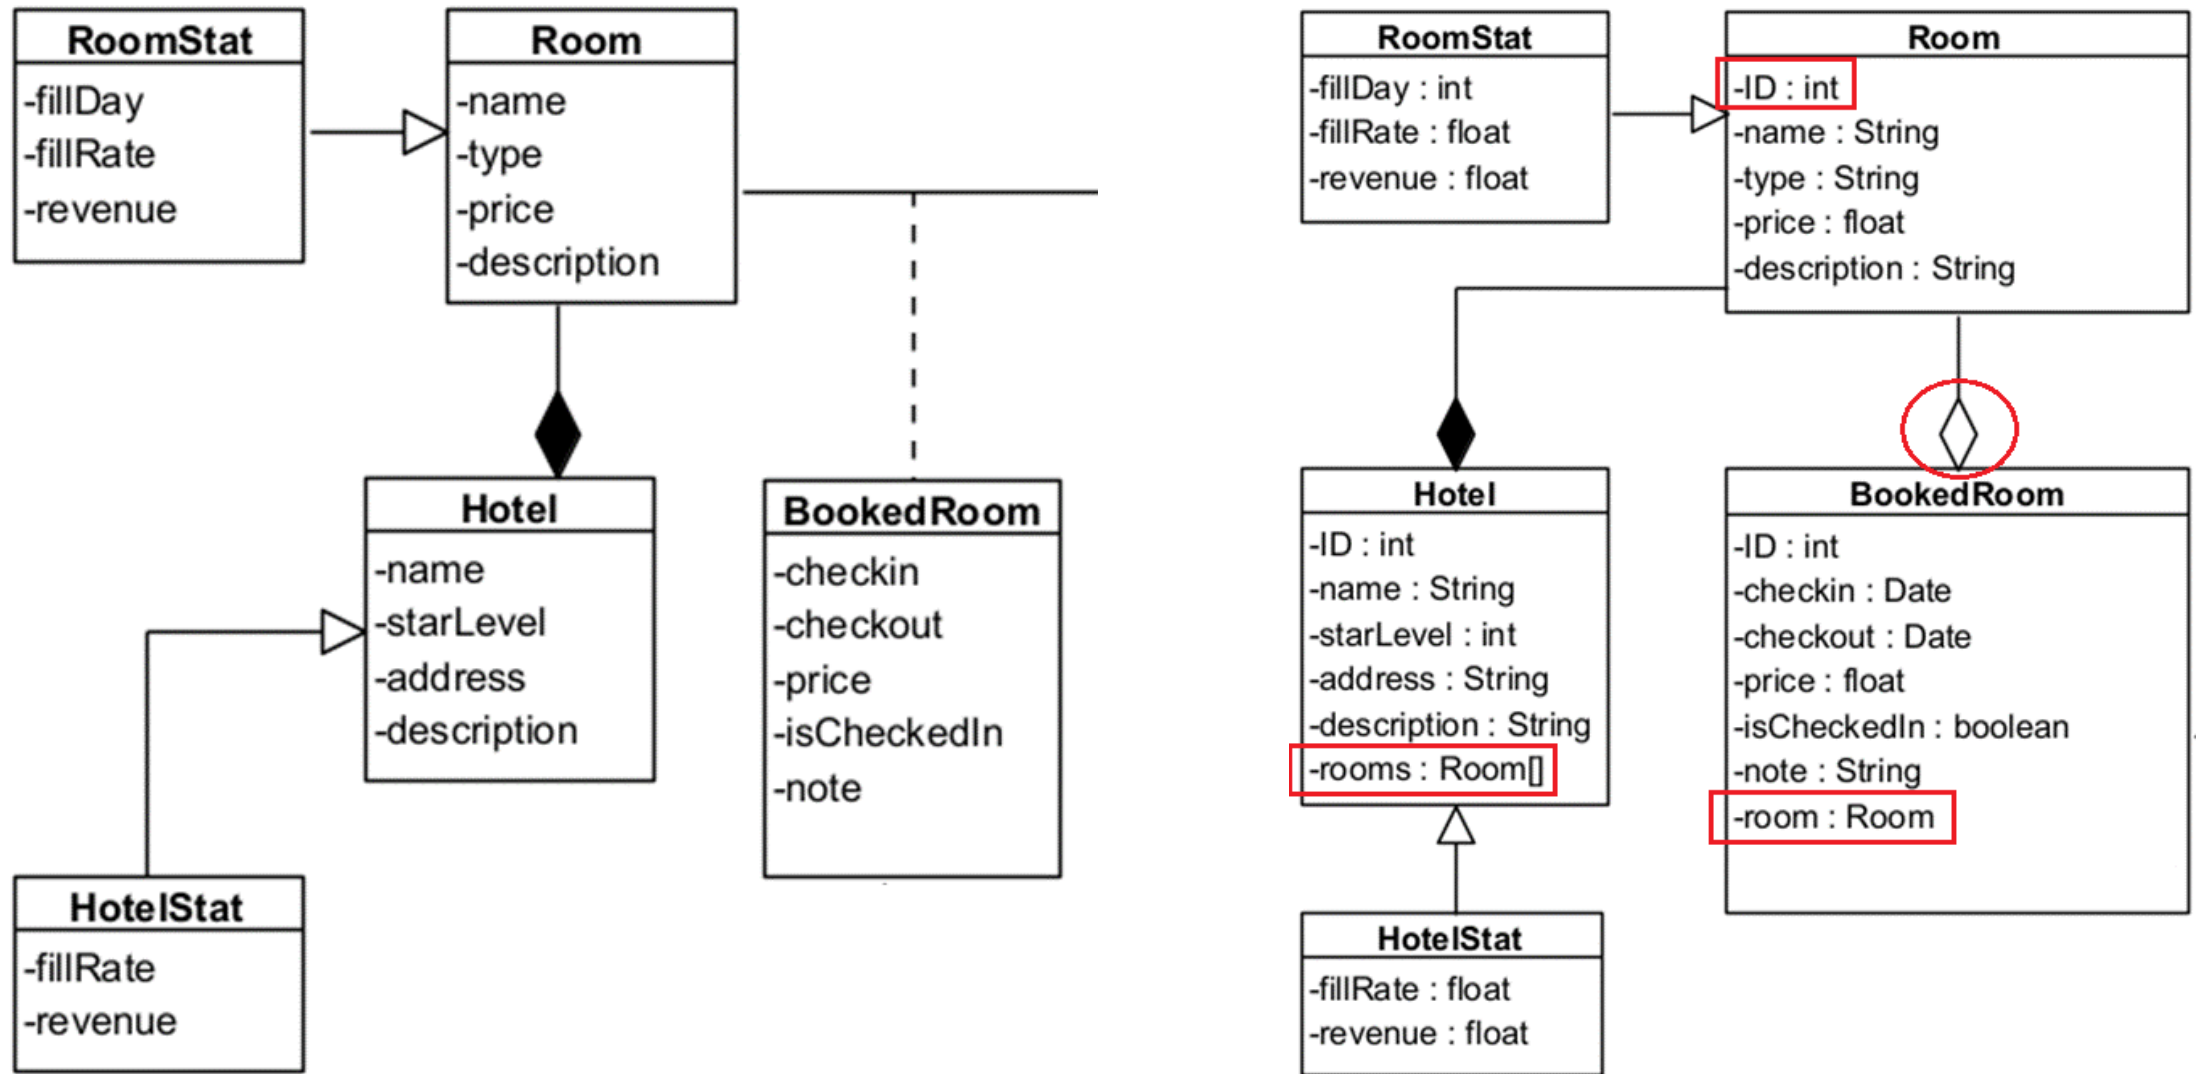 RoomStat
-fillDay
-fillRate
-revenue
Room
-name
-type
-price
-description
Hotel
-name
-starLevel
-address
-description
BookedRoom
-checkin
-checkout
-price
-isCheckedIn
-note
HotelStat
-fillRate
-revenue
RoomStat
-fillDay : int
-fillRate : float
-revenue : float
Room
-ID : int
-name : String
-type : String
-price : float
-description : String
Hotel
-ID : int
-name : String
-starLevel : int
-address : String
-description : String
-rooms : Room[]
BookedRoom
-ID : int
-checkin : Date
-checkout : Date
-price : float
-isCheckedIn : boolean
-note : String
-room : Room
HotelStat
-fillRate : float
-revenue : float